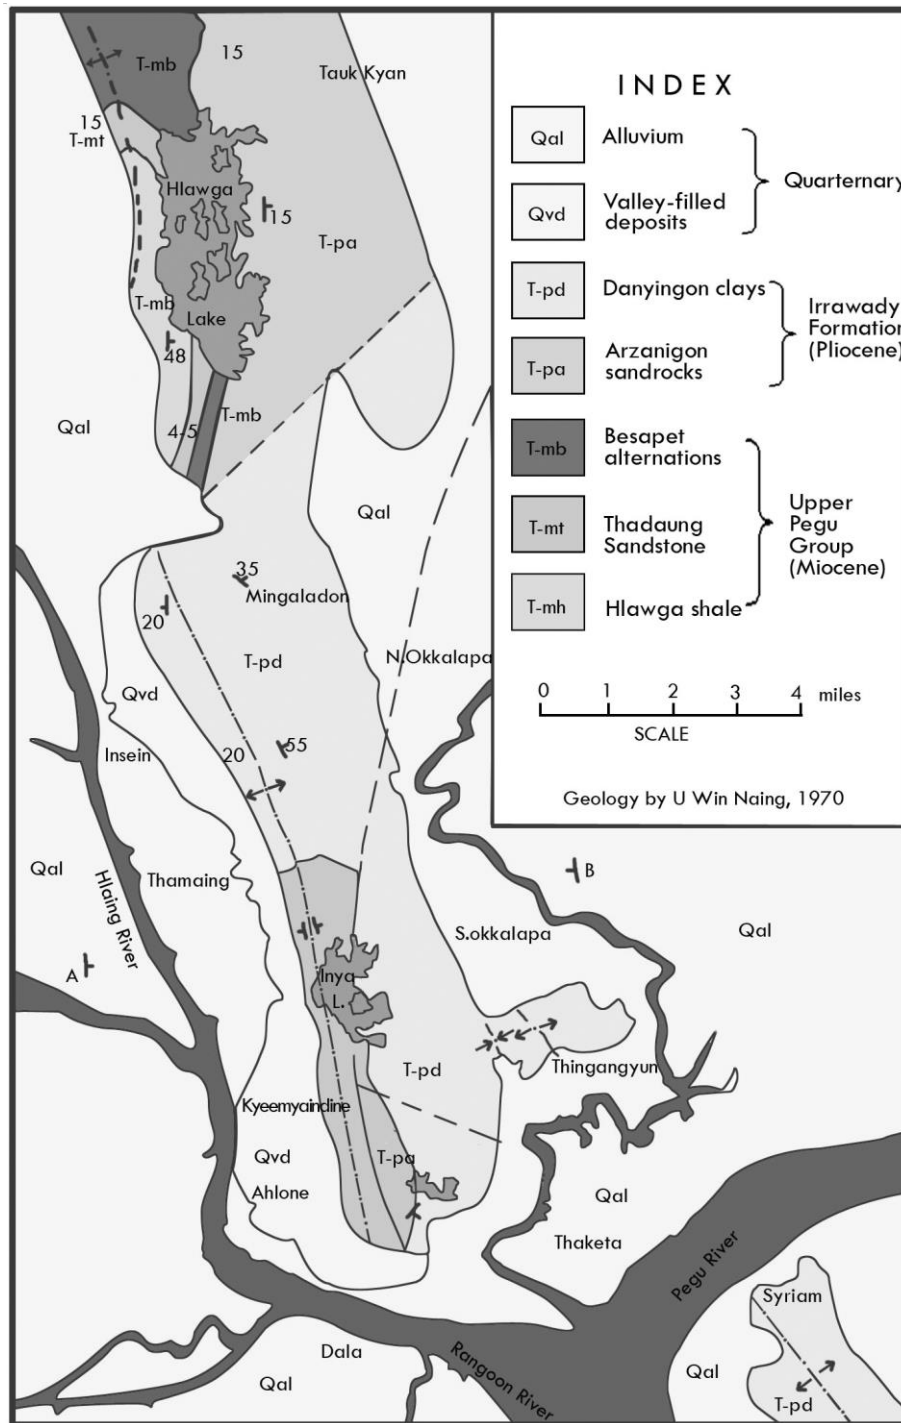 T-mb
15
Tauk Kyan
15
T-mt
Hlawga
15
T-pa
T-mb
Lake
48
T-mb
4-5
Qal
Qal
35
Mingaladon
20
T-pd
N.Okkalapa
Qvd
Insein
20
55
Qal
Thamaing
Hlaing River
B
S.okkalapa
Qal
A
Inya
L.
T-pd
Thingangyun
Kyeemyaindine
Qvd
T-pa
Ahlone
Qal
Thaketa
Pegu River
Syriam
Dala
Rangoon River
Qal
Qal
T-pd
INDEX
Qal Alluvium
Qvd Valley-filled
deposits
Quarternary
T-pd Danyingon clays
T-pa Arzanigon
sandrocks
Irrawady
Formation
(Pliocene)
T-mb Besapet
alternations
T-mt Thadaung
Sandstone
T-mh Hlawga shale
Upper
Pegu
Group
(Miocene)
0 1 2 3 4 miles
SCALE
Geology by U Win Naing, 1970